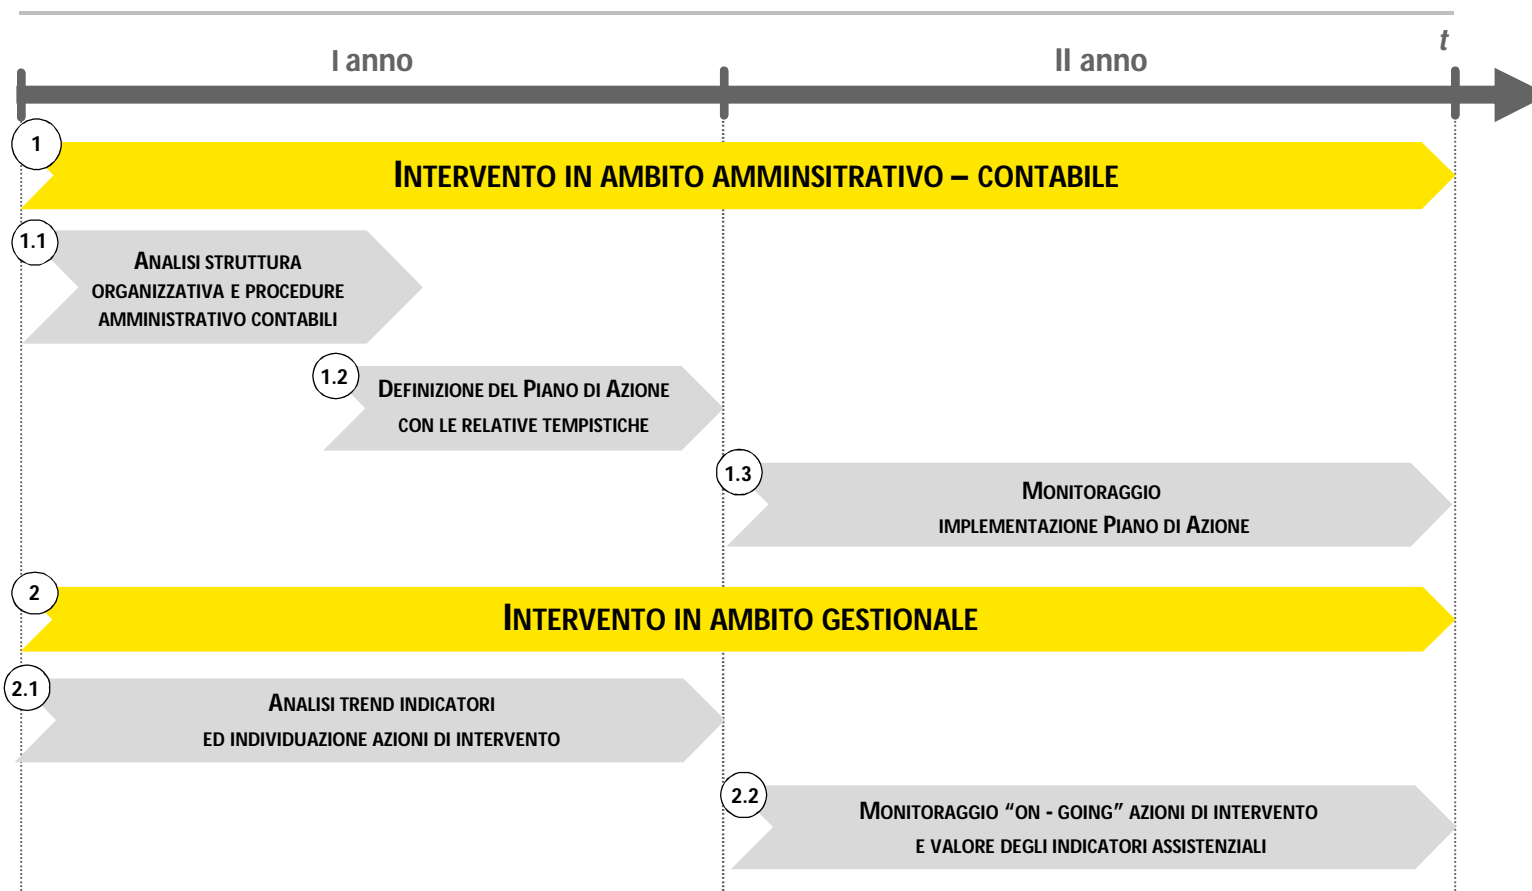 t
I anno
II anno
1
INTERVENTO IN AMBITO AMMINSITRATIVO – CONTABILE
1.1
ANALISI STRUTTURA
ORGANIZZATIVA E PROCEDURE
AMMINISTRATIVO CONTABILI
1.2
DEFINIZIONE DEL PIANO DI AZIONE
CON LE RELATIVE TEMPISTICHE
1.3
MONITORAGGIO
IMPLEMENTAZIONE PIANO DI AZIONE
2
INTERVENTO IN AMBITO GESTIONALE
2.1
ANALISI TREND INDICATORI
ED INDIVIDUAZIONE AZIONI DI INTERVENTO
2.2
MONITORAGGIO “ON - GOING” AZIONI DI INTERVENTO
E VALORE DEGLI INDICATORI ASSISTENZIALI